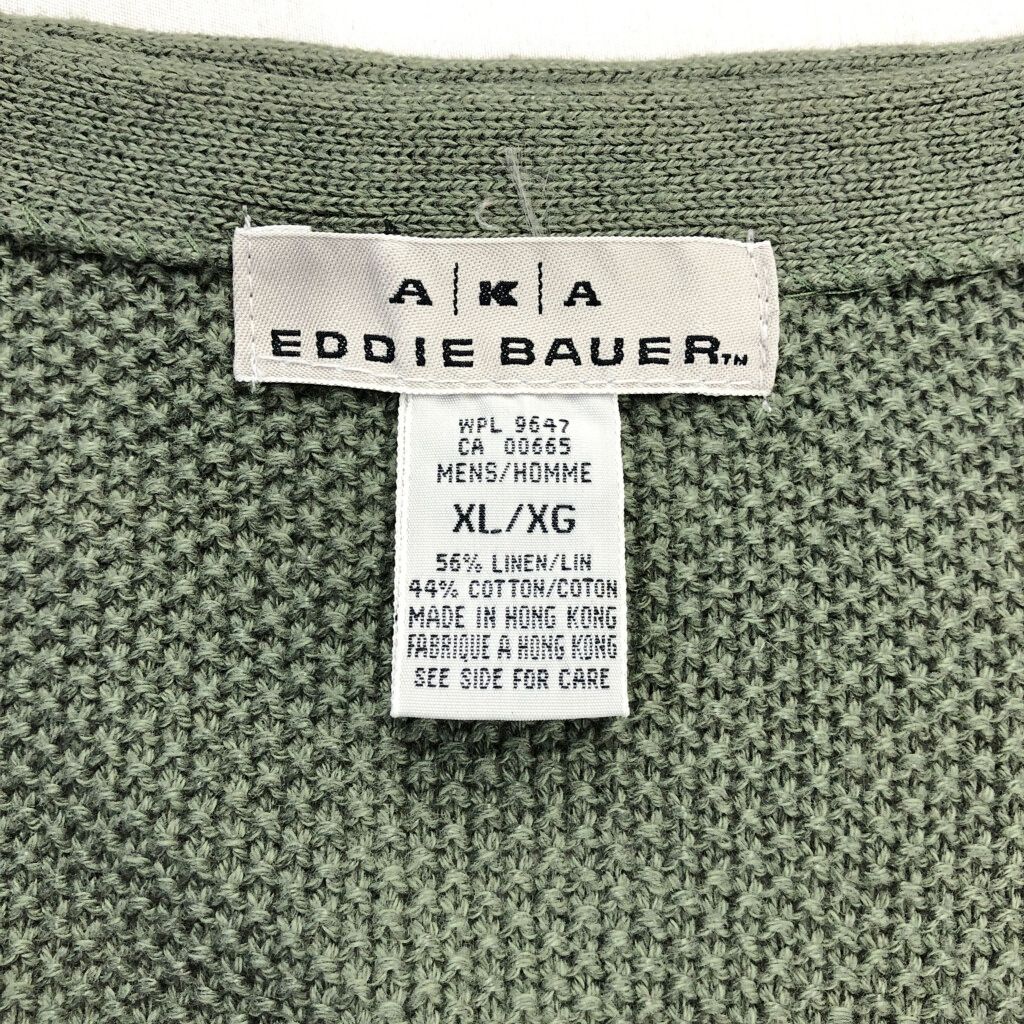 A|K|A
EDDIE BAUER™
WPL 9647
CA 00665
MENS/HOMME
XL/XG
56% LINEN/LIN
44% COTTON/COTON
MADE IN HONG KONG
FABRIQUE A HONG KONG
SEE SIDE FOR CARE